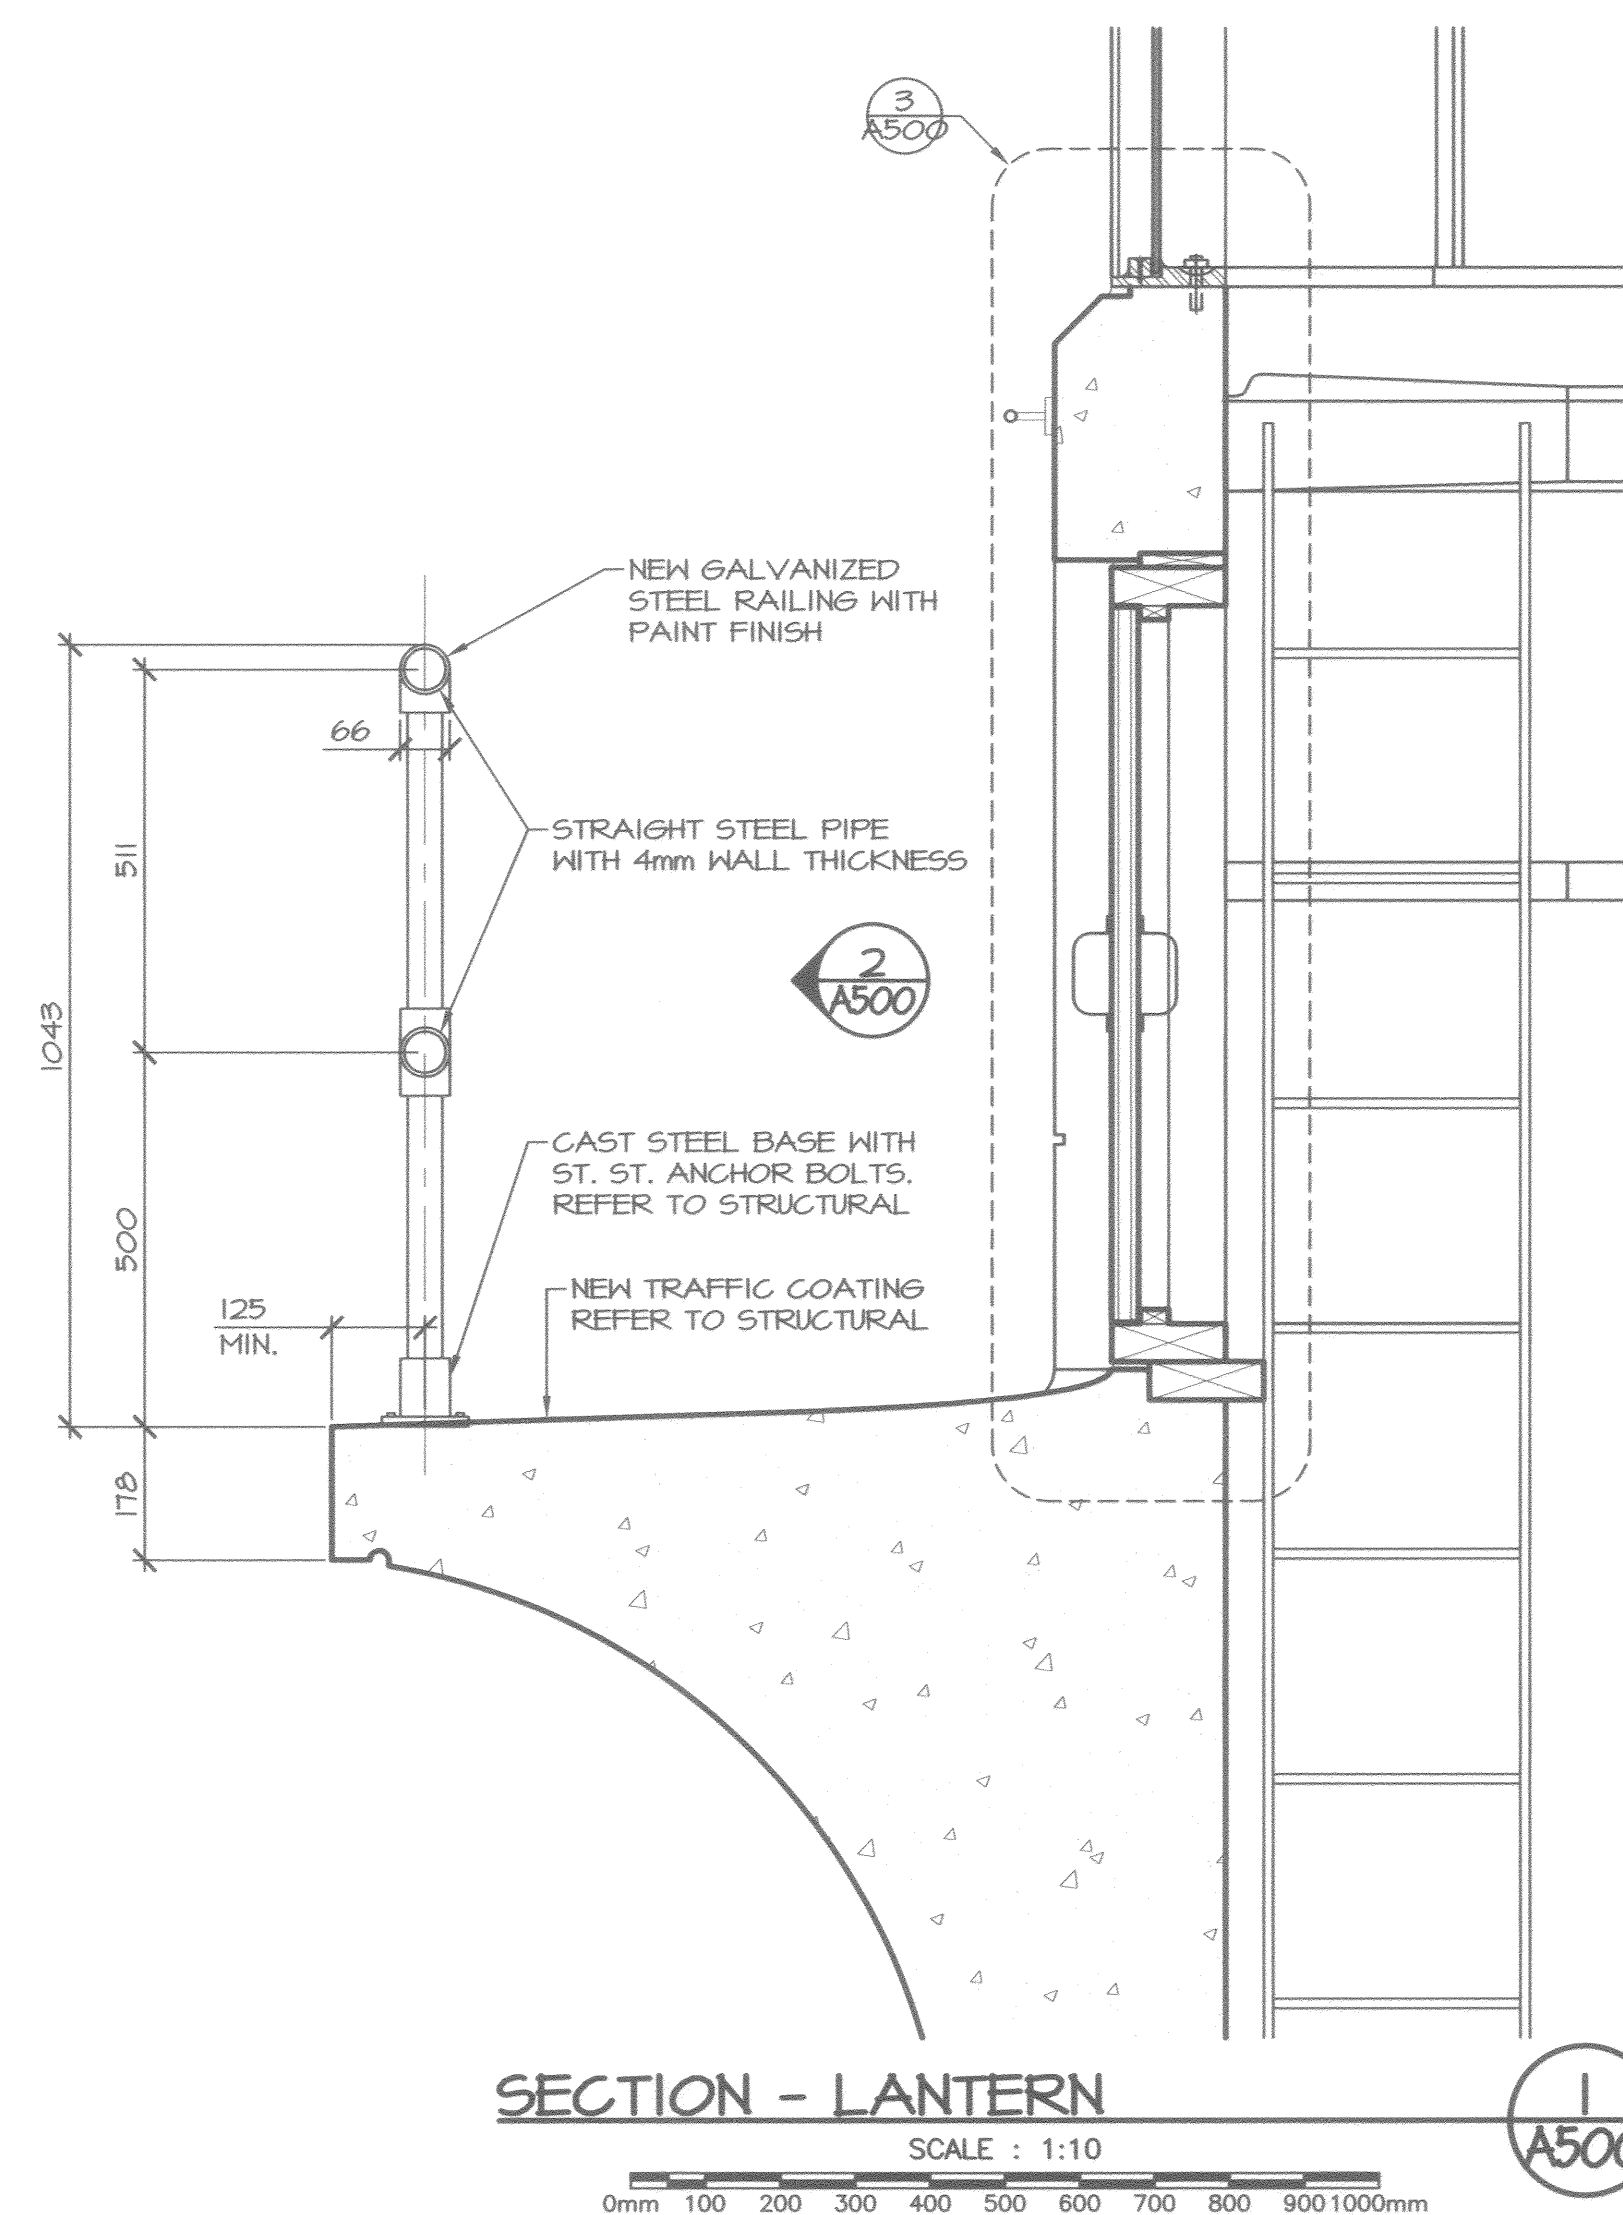 3
A500
NEW GALVANIZED
STEEL RAILING WITH
PAINT FINISH
66
STRAIGHT STEEL PIPE
WITH 4mm WALL THICKNESS
511
2
A500
1043
CAST STEEL BASE WITH
ST. ST. ANCHOR BOLTS.
REFER TO STRUCTURAL
500
NEW TRAFFIC COATING
REFER TO STRUCTURAL
125
MIN.
178
SECTION - LANTERN
1
SCALE : 1:10
0mm 100 200 300 400 500 600 700 800 900 1000mm